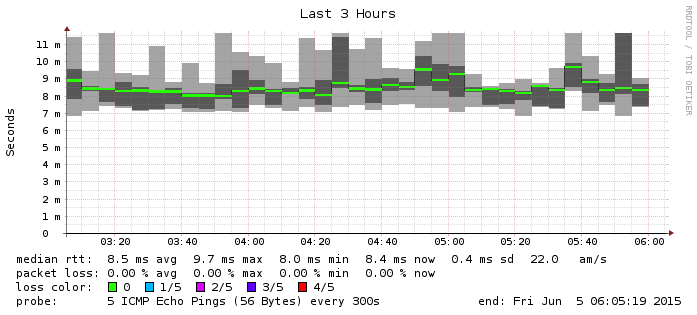 Last 3 Hours
RRDTOOL / TOBI OETIKER
Seconds
11 m
10 m
9 m
8 m
7 m
6 m
5 m
4 m
3 m
2 m
1 m
0
03:20 03:40 04:00 04:20 04:40 05:00 05:20 05:40 06:00
median rtt: 8.5 ms avg 9.7 ms max 8.0 ms min 8.4 ms now 0.4 ms sd 22.0 am/s
packet loss: 0.00 % avg 0.00 % max 0.00 % min 0.00 % now
loss color: 0 1/5 2/5 3/5 4/5
probe: 5 ICMP Echo Pings (56 Bytes) every 300s end: Fri Jun 5 06:05:19 2015